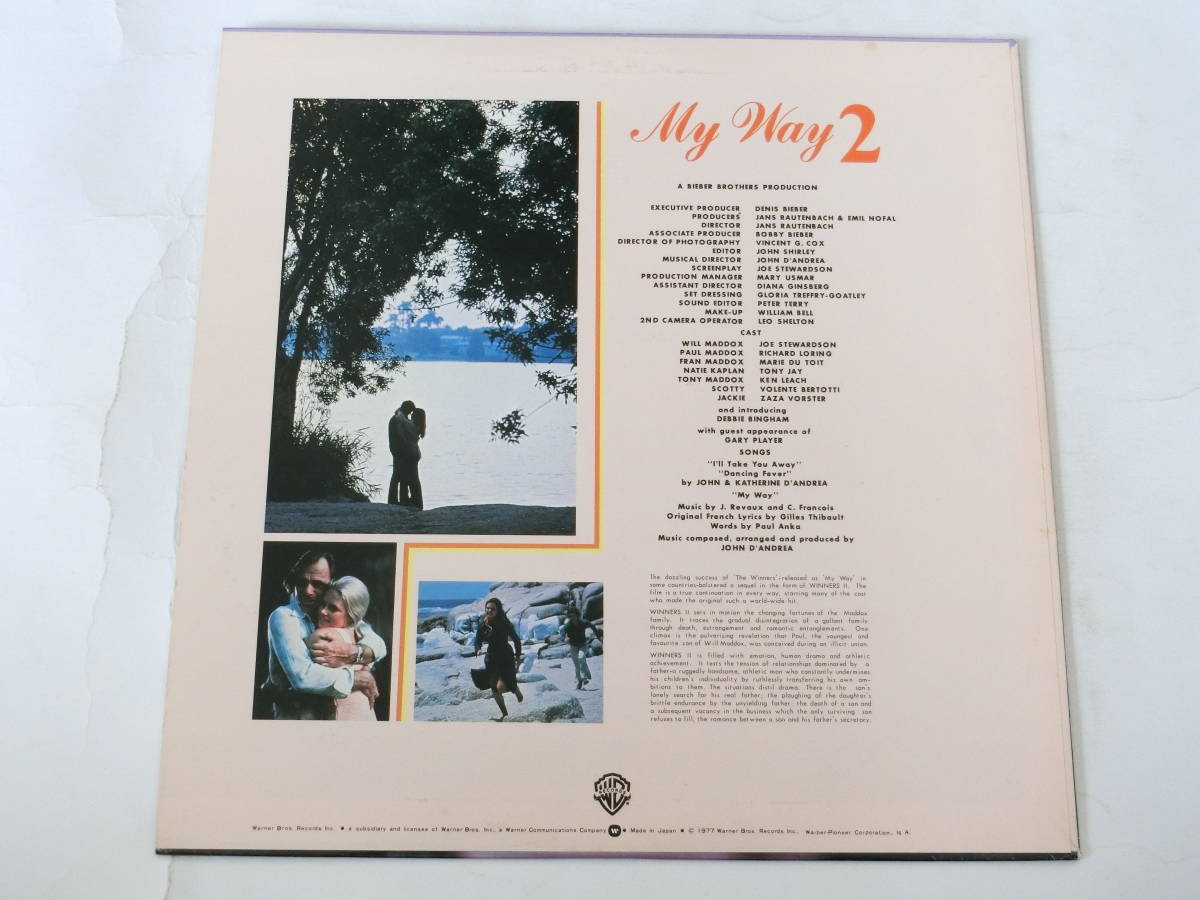 My Way 2
A BIEBER BROTHERS PRODUCTION
EXECUTIVE PRODUCER DENIS BIEBER
PRODUCERS JANS RAUTENBACH & EMIL NOFAL
DIRECTOR JANS RAUTENBACH
ASSOCIATE PRODUCER BOBBY BIEBER
DIRECTOR OF PHOTOGRAPHY VINCENT G. COX
EDITOR JOHN SHIRLEY
MUSICAL DIRECTOR JOHN D'ANDREA
SCREENPLAY JOE STEWARDSON
PRODUCTION MANAGER MARY USMAR
ASSISTANT DIRECTOR DIANA GINSBERG
SET DRESSING GLORIA TREFFRY-GOATLEY
SOUND EDITOR PETER TERRY
MAKE-UP WILLIAM BELL
2ND CAMERA OPERATOR LEO SHELTON
CAST
WILL MADDOX JOE STEWARDSON
PAUL MADDOX RICHARD LORING
FRAN MADDOX MARIE DU TOIT
NATIE KAPLAN TONY JAY
TONY MADDOX KEN LEACH
SCOTTY VOLENTE BERTOTTI
JACKIE ZAZA VORSTER
and introducing
DEBBIE BINGHAM
with guest appearance of
GARY PLAYER
SONGS
"I'll Take You Away"
"Dancing Fever"
by JOHN & KATHERINE D'ANDREA
"My Way"
Music by J. Revaux and C. Francois
Original French Lyrics by Gilles Thibault
Words by Paul Anka
Music composed, arranged and produced by
JOHN D'ANDREA
The dazzling success of 'The Winners'-released as 'My Way' in
some countries-bolstered a sequel in the form of WINNERS II. The
film is a true continuation in every way, starring many of the cast
who made the original such a world-wide hit.
WINNERS II sets in motion the changing fortunes of the Maddox
family. It traces the gradual disintegration of a gallant family
through death, estrangement and romantic entanglements. One
climax is the pulverizing revelation that Paul, the youngest and
favourite son of Will Maddox, was conceived during an illicit union.
WINNERS II is filled with emotion, human drama and athletic
achievement. It tests the tension of relationships dominated by a
father-a ruggedly handsome, athletic man who constantly undermines
his children's individuality by ruthlessly transferring his own am-
bitions to them. The situations distil drama. There is the son's
lonely search for his real father; the ploughing of the daughter's
brittle endurance by the unyielding father; the death of a son and
a subsequent vacancy in the business which the only surviving son
refuses to fill, the romance between a son and his father's secretary.
WB RECORDS
Warner Bros. Records Inc. • a subsidiary and licensee of Warner Bros. Inc., a Warner Communications Company • Made in Japan • © 1977 Warner Bros. Records Inc., Warner-Pioneer Corporation, Is A.